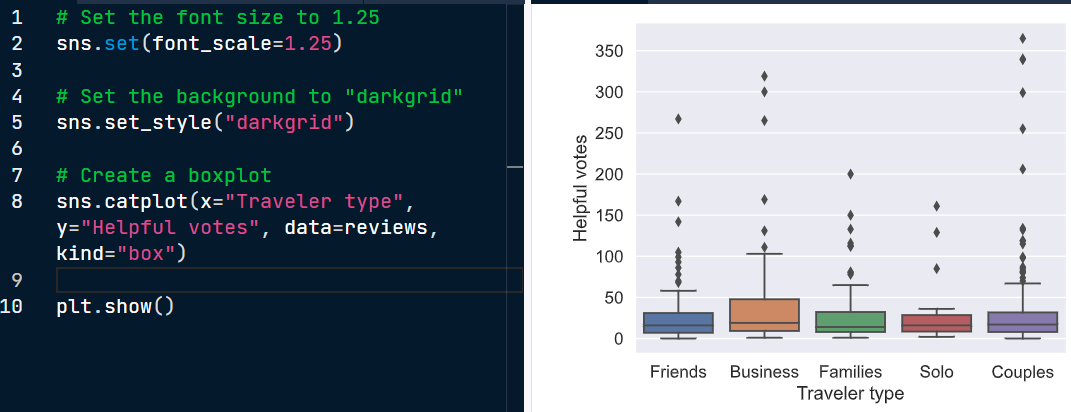 1 # Set the font size to 1.25
2 sns.set(font_scale=1.25)
3
4 # Set the background to "darkgrid"
5 sns.set_style("darkgrid")
6
7 # Create a boxplot
8 sns.catplot(x="Traveler type",
y="Helpful votes", data=reviews,
kind="box")
9
10 plt.show()
350
300
250
200
150
100
50
0
Helpful votes
Friends Business Families Solo Couples
Traveler type